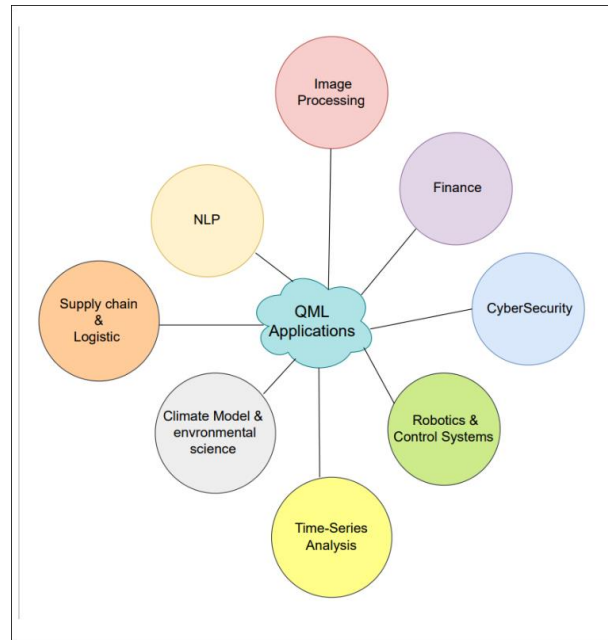 Image
Processing
Finance
NLP
CyberSecurity
Supply chain
&
Logistic
QML
Applications
Climate Model &
envronmental
science
Robotics &
Control Systems
Time-Series
Analysis